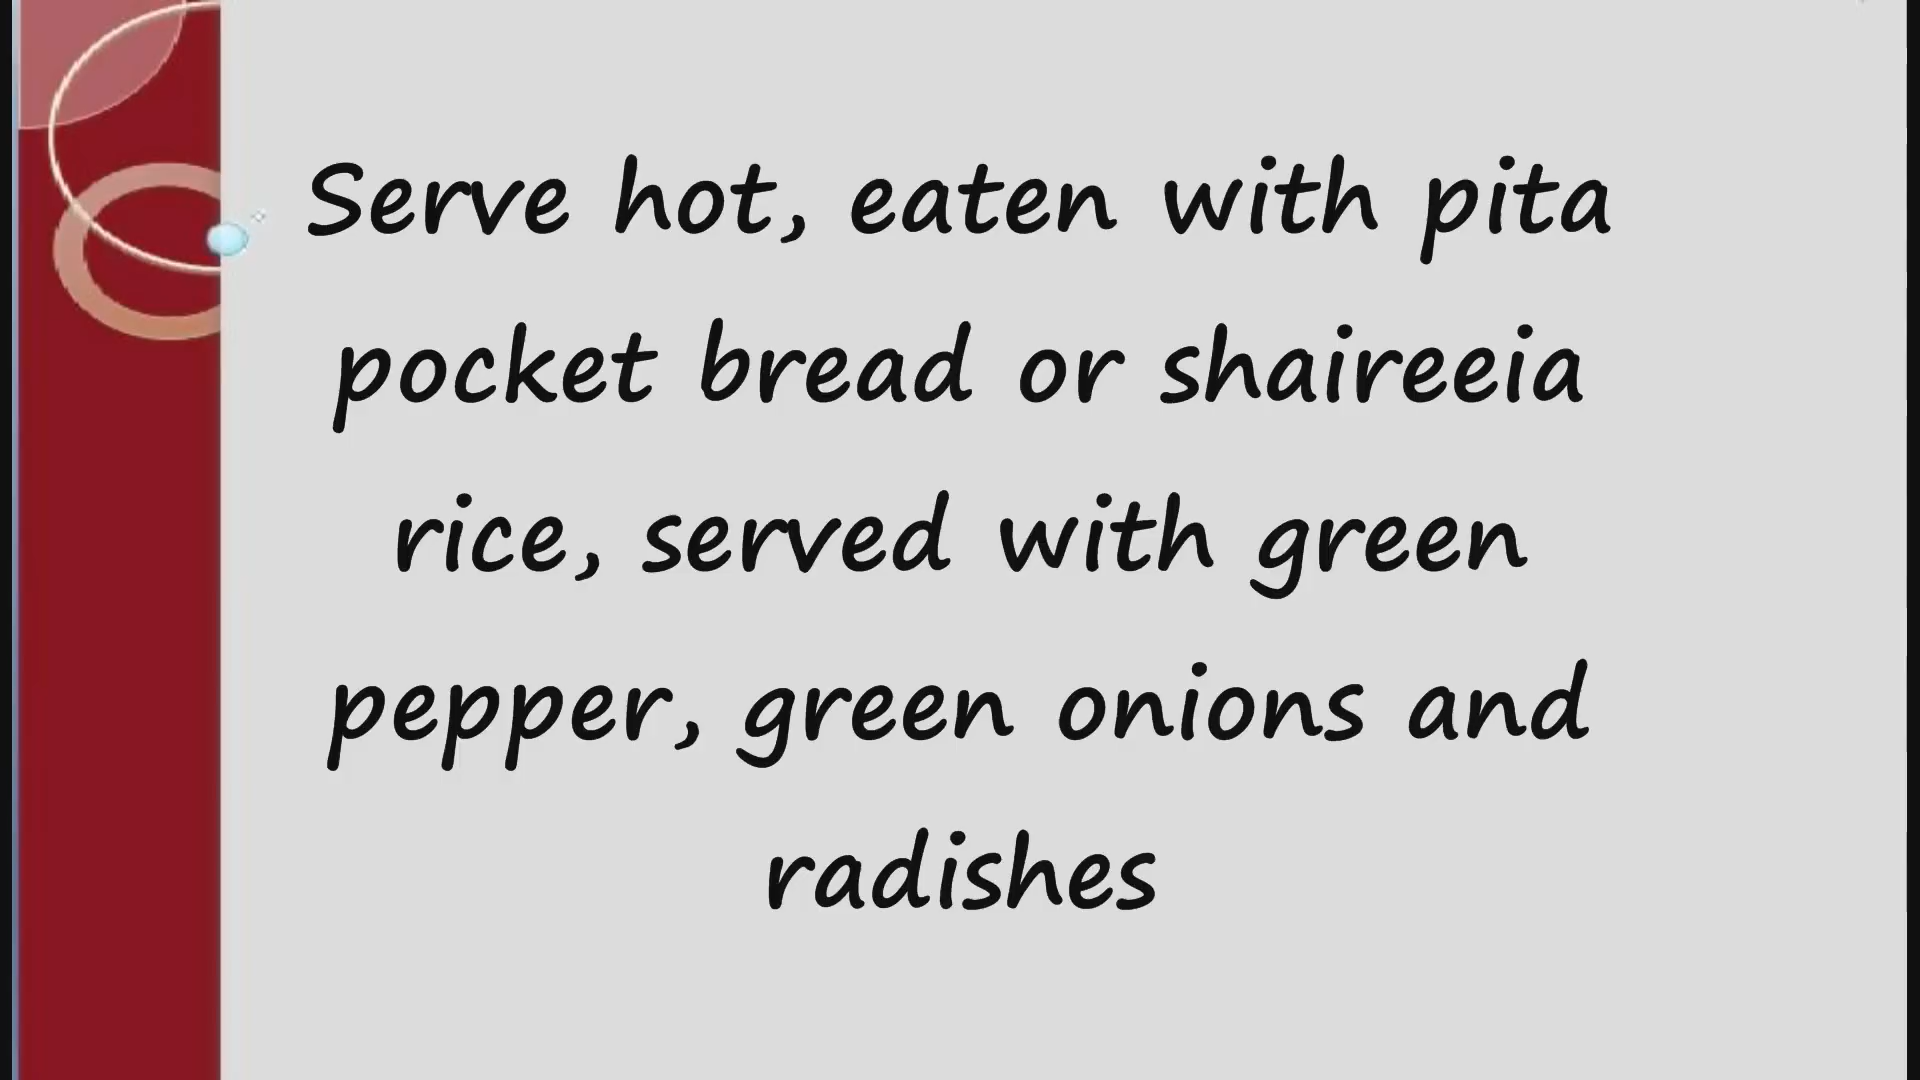 Serve hot, eaten with pita
pocket bread or shaireeia
rice, served with green
pepper, green onions and
radishes